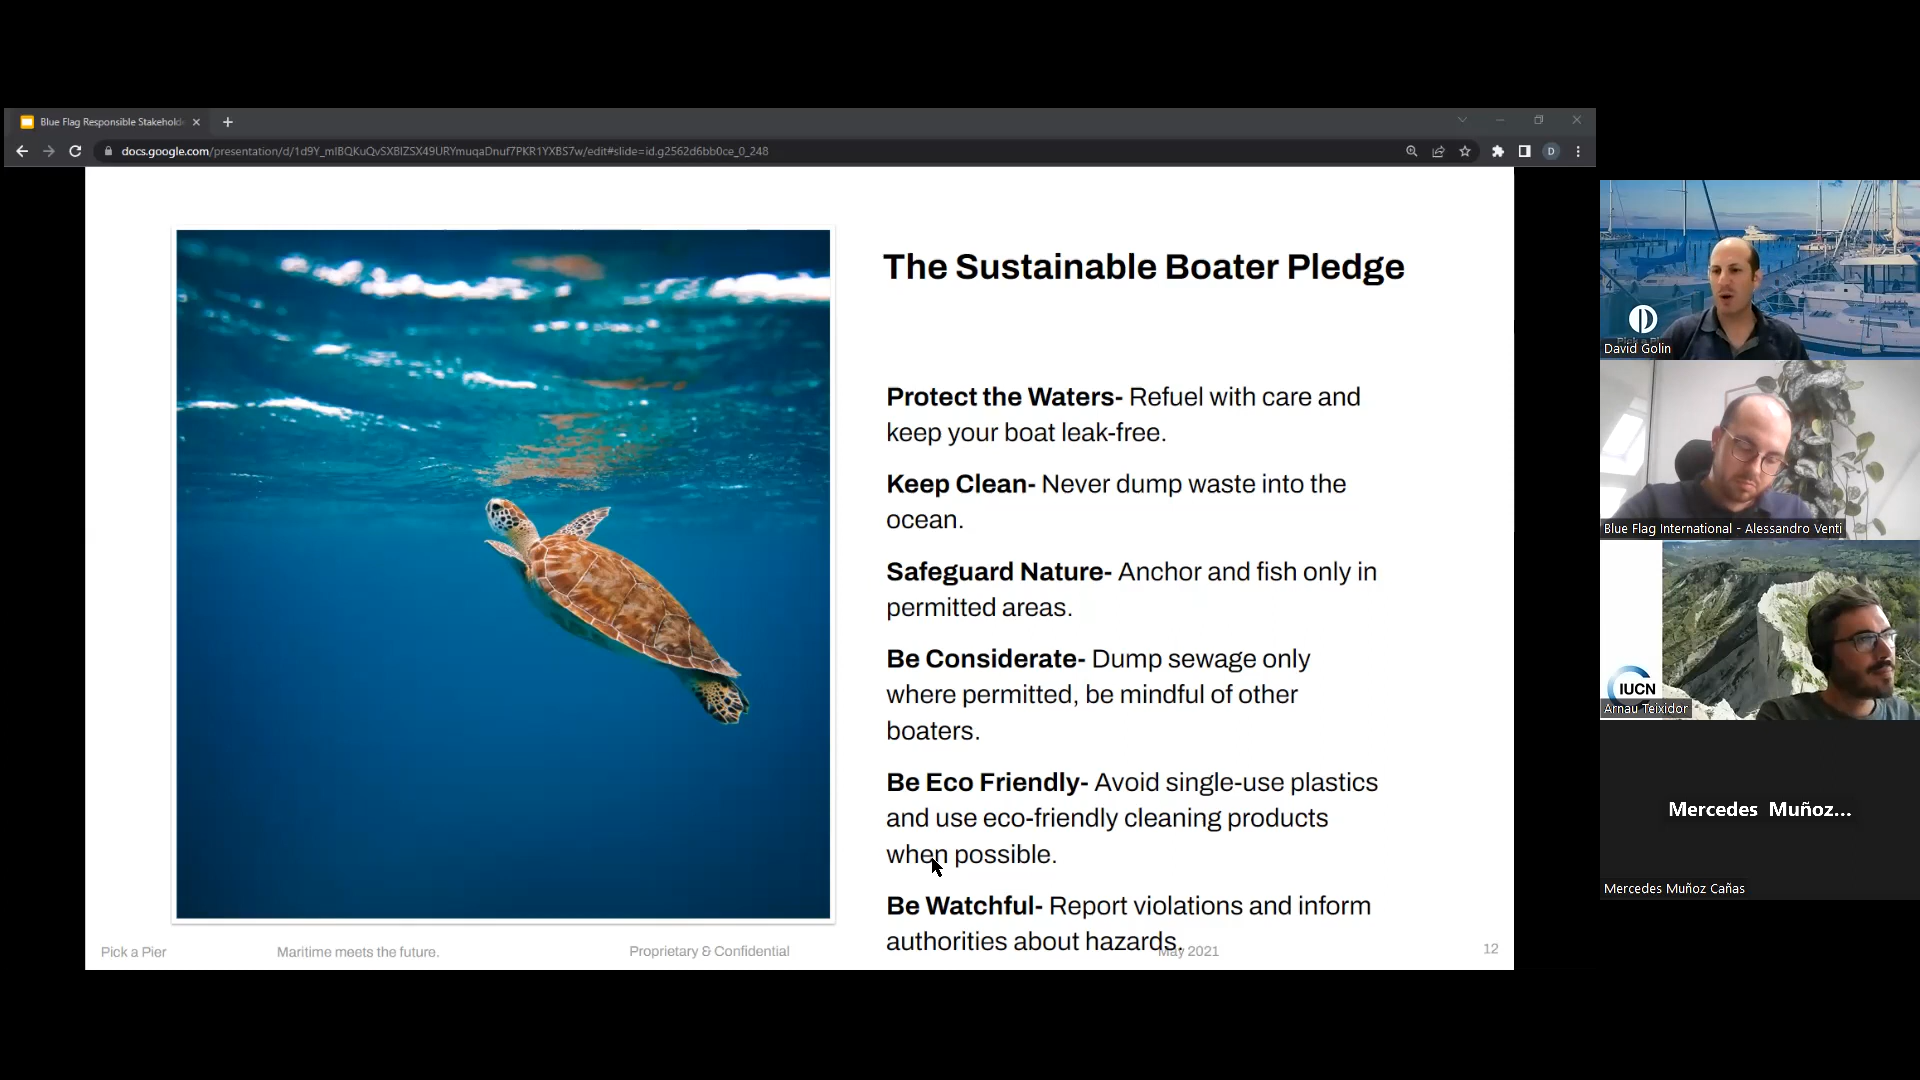 Blue Flag Responsible Stakehold
docs.google.com/presentation/d/1d9Y_mIBQKuQvSXBIZSX49URYmuqaDnuf7PKR1YXBS7w/edit#slide=id.g2562d6bb0ce_0_248
D
The Sustainable Boater Pledge
Protect the Waters- Refuel with care and
keep your boat leak-free.
Keep Clean- Never dump waste into the
ocean.
Safeguard Nature- Anchor and fish only in
permitted areas.
Be Considerate- Dump sewage only
where permitted, be mindful of other
boaters.
Be Eco Friendly- Avoid single-use plastics
and use eco-friendly cleaning products
when possible.
Be Watchful- Report violations and inform
authorities about hazards.
Pick a Pier
Maritime meets the future.
Proprietary & Confidential
May 2021
12
David Golin
Blue Flag International - Alessandro Venti
IUCN
Arnau Teixidor
Mercedes Muñoz...
Mercedes Muñoz Cañas